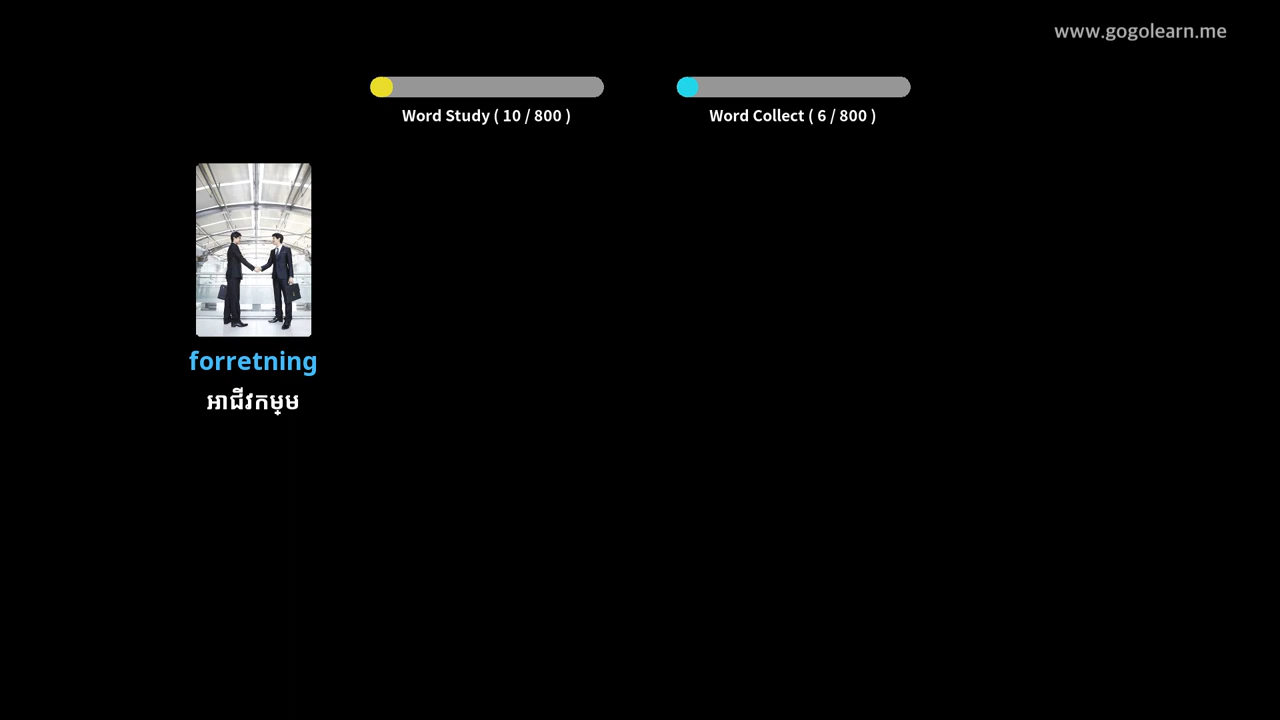 www.gogolearn.me
Word Study ( 10 / 800 )
Word Collect ( 6 / 800 )
forretning
អាជីវកម្ម